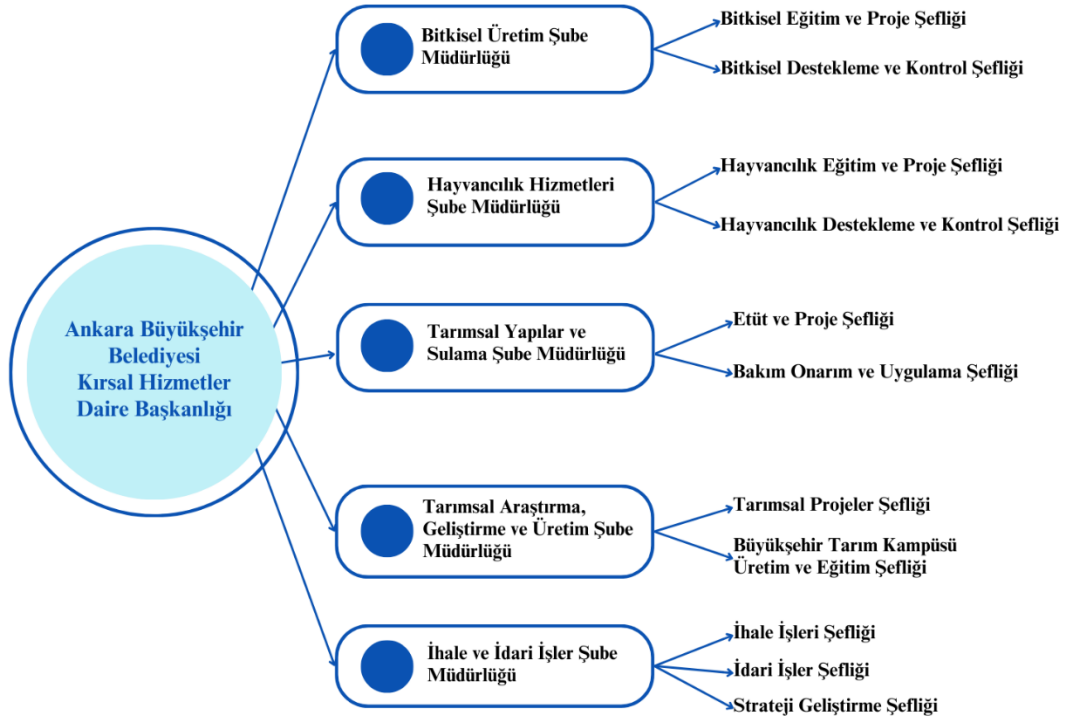 Ankara Büyükşehir
Belediyesi
Kırsal Hizmetler
Daire Başkanlığı
Bitkisel Üretim Şube
Müdürlüğü
Bitkisel Eğitim ve Proje Şefliği
Bitkisel Destekleme ve Kontrol Şefliği
Hayvancılık Hizmetleri
Şube Müdürlüğü
Hayvancılık Eğitim ve Proje Şefliği
Hayvancılık Destekleme ve Kontrol Şefliği
Tarımsal Yapılar ve
Sulama Şube Müdürlüğü
Etüt ve Proje Şefliği
Bakım Onarım ve Uygulama Şefliği
Tarımsal Araştırma,
Geliştirme ve Üretim Şube
Müdürlüğü
Tarımsal Projeler Şefliği
Büyükşehir Tarım Kampüsü
Üretim ve Eğitim Şefliği
İhale ve İdari İşler Şube
Müdürlüğü
İhale İşleri Şefliği
İdari İşler Şefliği
Strateji Geliştirme Şefliği